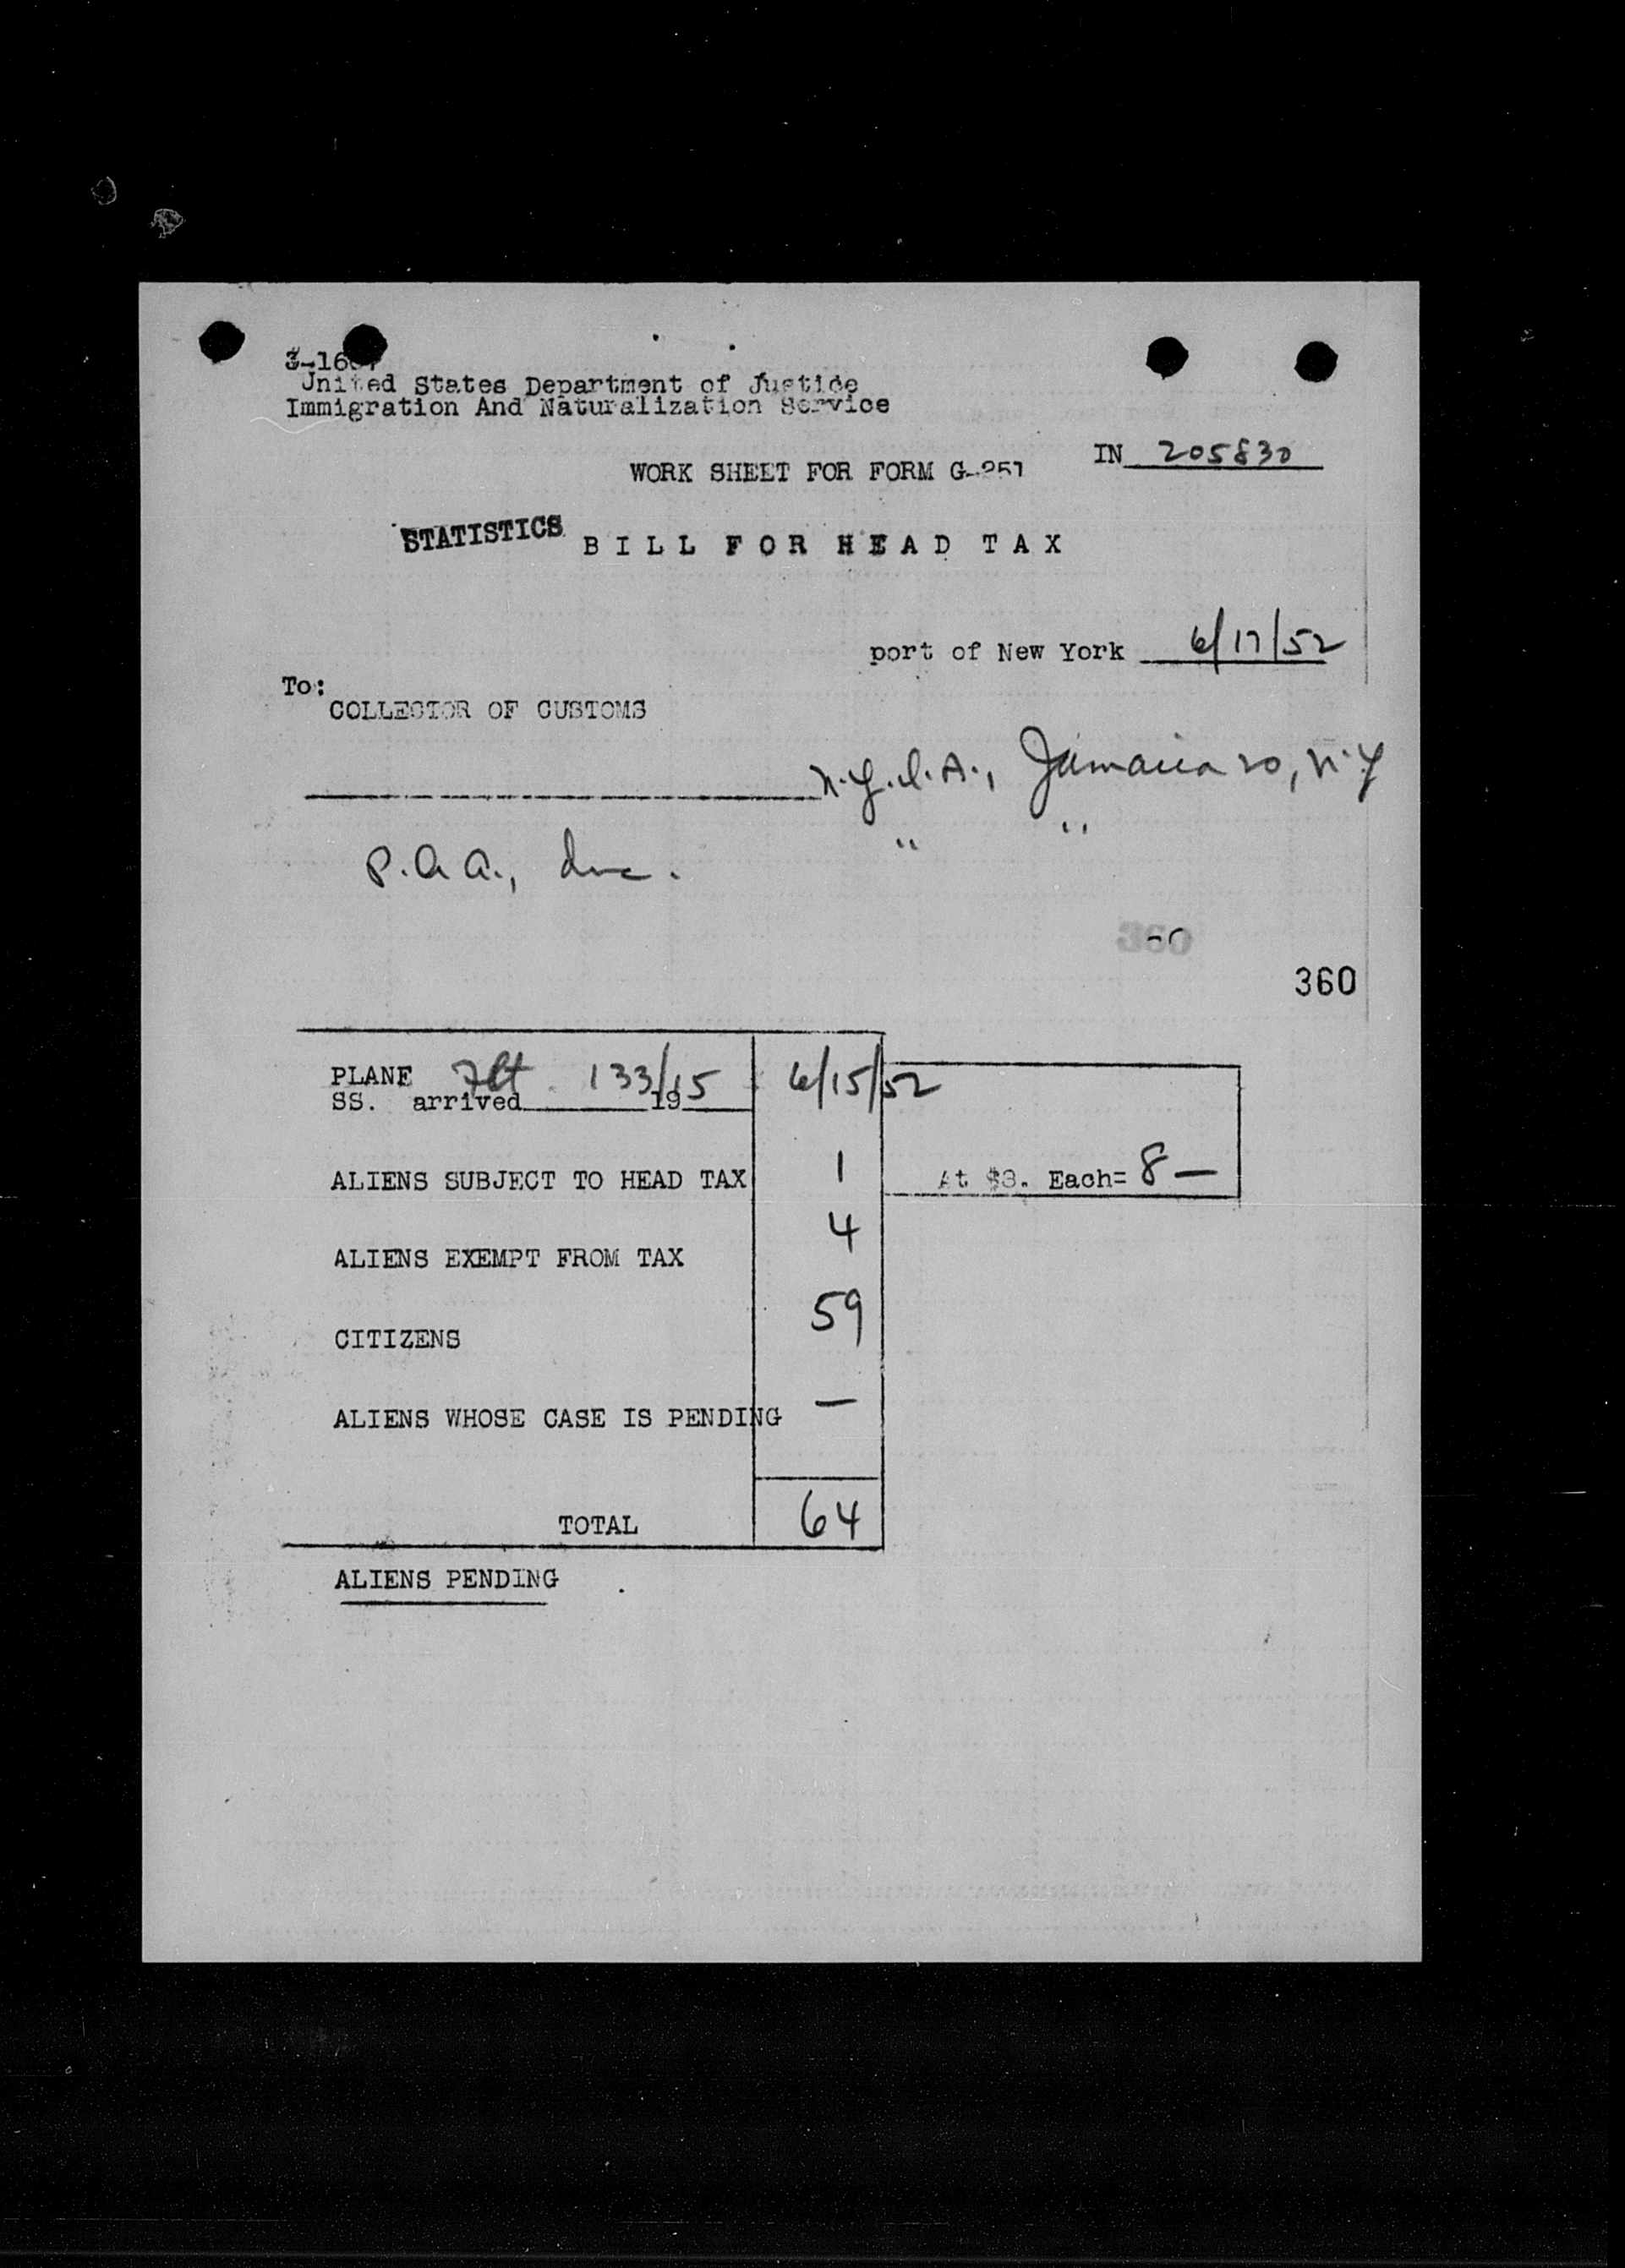 United States Department of Justice
Immigration And Naturalization Service
IN 205830
WORK SHEET FOR FORM G-251
STATISTICS BILL FOR HEAD TAX
port of New York 6/17/52
To:
COLLECTOR OF CUSTOMS
N.Y.I.A., Jamaica 20, N.Y
P.A.A., Inc. " "
360
360
PLANE Flt 133/15 6/15/52
SS. arrived 19
ALIENS SUBJECT TO HEAD TAX 1 At $8. Each= 8 —
ALIENS EXEMPT FROM TAX 4
CITIZENS 59
ALIENS WHOSE CASE IS PENDING —
TOTAL 64
ALIENS PENDING